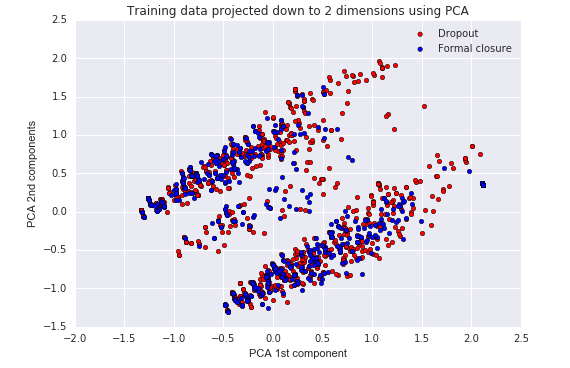 Training data projected down to 2 dimensions using PCA
Dropout
Formal closure
2.5
2.0
1.5
1.0
0.5
0.0
−0.5
−1.0
−1.5
PCA 2nd components
−2.0 −1.5 −1.0 −0.5 0.0 0.5 1.0 1.5 2.0 2.5
PCA 1st component